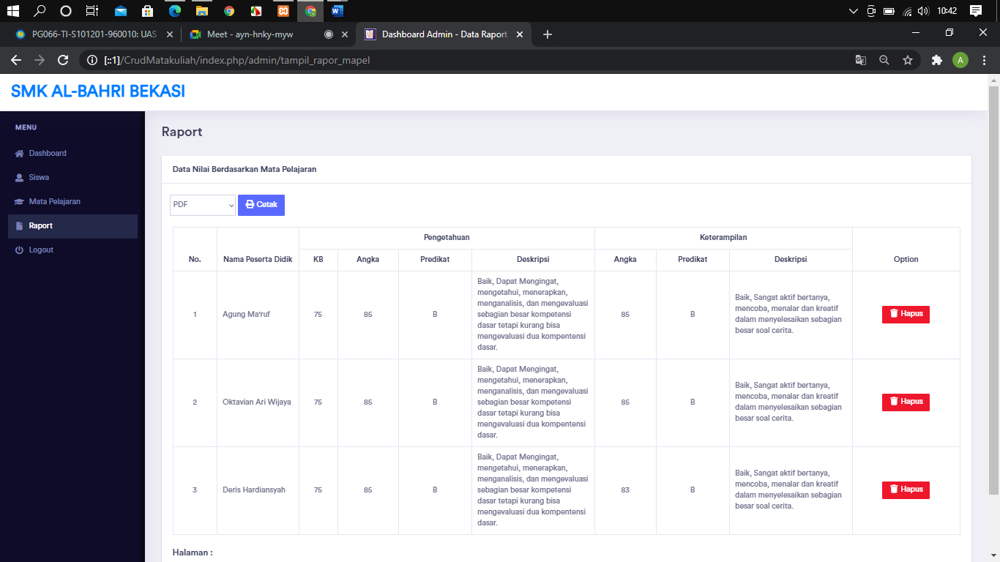 10:42
PG066-TI-S101201-960010: UAS
Meet - ayn-hnky-myw
Dashboard Admin - Data Raport
[::1]/CrudMatakuliah/index.php/admin/tampil_rapor_mapel
A
SMK AL-BAHRI BEKASI
MENU
Dashboard
Siswa
Mata Pelajaran
Raport
Logout
Raport
Data Nilai Berdasarkan Mata Pelajaran
PDF
Cetak
No. Nama Peserta Didik Pengetahuan Keterampilan Option
KB Angka Predikat Deskripsi Angka Predikat Deskripsi
1 Agung Ma'ruf 75 85 B
Baik, Dapat Mengingat,
mengetahui, menerapkan,
menganalisis, dan mengevaluasi
sebagian besar kompetensi
dasar tetapi kurang bisa
mengevaluasi dua kompentensi
dasar.
85 B
Baik, Sangat aktif bertanya,
mencoba, menalar dan kreatif
dalam menyelesaikan sebagian
besar soal cerita.
Hapus
2 Oktavian Ari Wijaya 75 85 B
Baik, Dapat Mengingat,
mengetahui, menerapkan,
menganalisis, dan mengevaluasi
sebagian besar kompetensi
dasar tetapi kurang bisa
mengevaluasi dua kompentensi
dasar.
85 B
Baik, Sangat aktif bertanya,
mencoba, menalar dan kreatif
dalam menyelesaikan sebagian
besar soal cerita.
Hapus
3 Deris Hardiansyah 75 85 B
Baik, Dapat Mengingat,
mengetahui, menerapkan,
menganalisis, dan mengevaluasi
sebagian besar kompetensi
dasar tetapi kurang bisa
mengevaluasi dua kompentensi
dasar.
83 B
Baik, Sangat aktif bertanya,
mencoba, menalar dan kreatif
dalam menyelesaikan sebagian
besar soal cerita.
Hapus
Halaman :